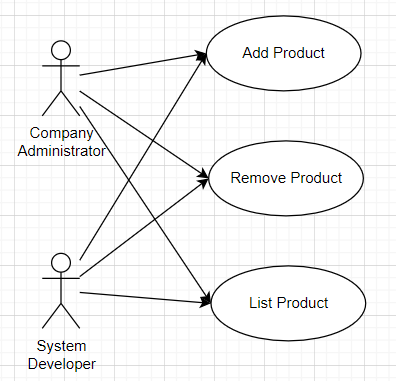 Add Product
Company
Administrator
Remove Product
System
Developer
List Product